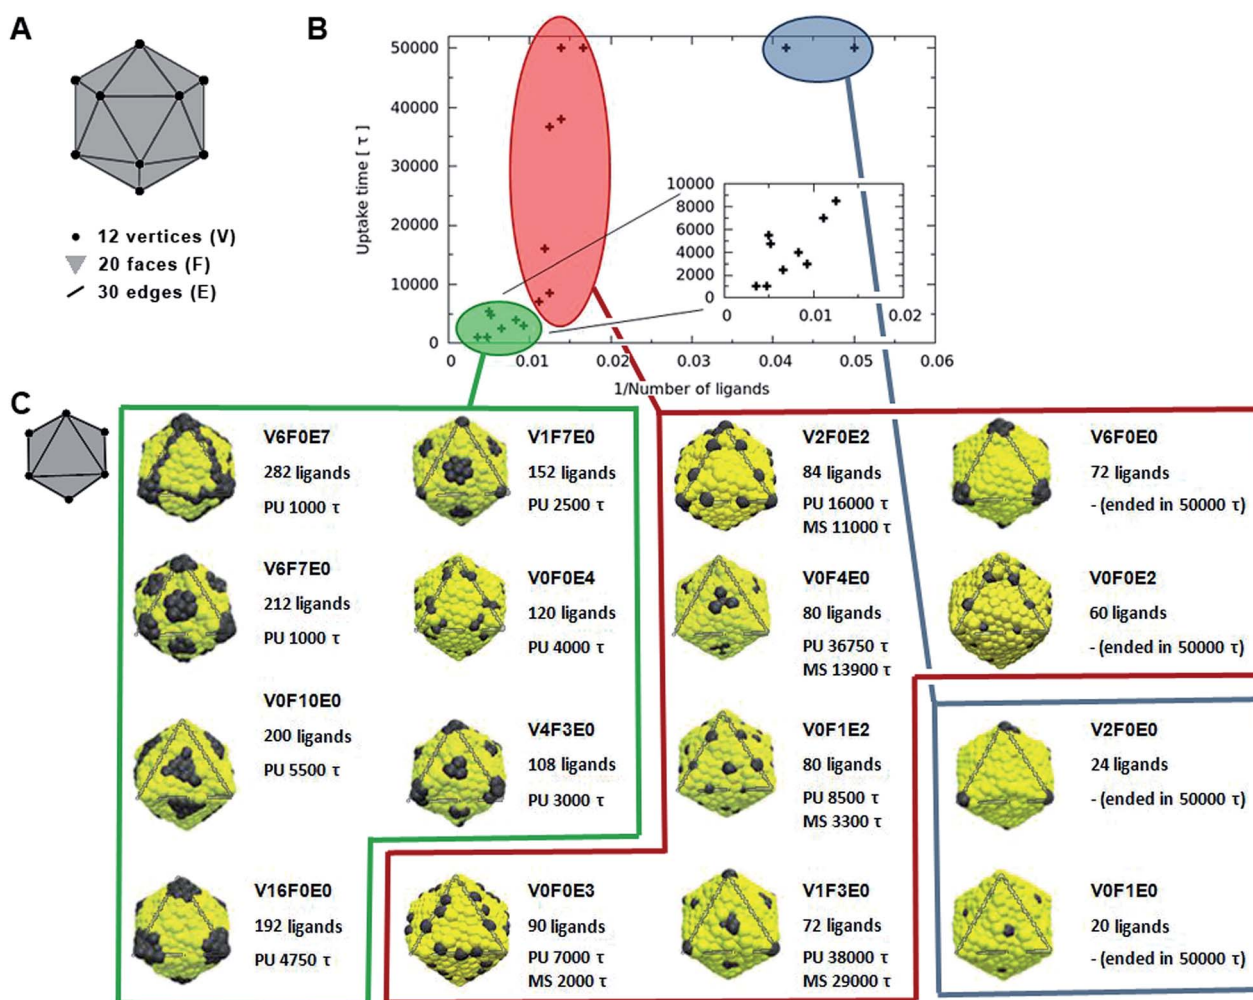 A
12 vertices (V)
20 faces (F)
30 edges (E)
B
Uptake time [ τ ]
50000
40000
30000
20000
10000
0
0 0.01 0.02 0.03 0.04 0.05 0.06
1/Number of ligands
10000
8000
6000
4000
2000
0
0 0.01 0.02
C
V6F0E7
282 ligands
PU 1000 τ
V1F7E0
152 ligands
PU 2500 τ
V2F0E2
84 ligands
PU 16000 τ
MS 11000 τ
V6F0E0
72 ligands
- (ended in 50000 τ)
V6F7E0
212 ligands
PU 1000 τ
V0F0E4
120 ligands
PU 4000 τ
V0F4E0
80 ligands
PU 36750 τ
MS 13900 τ
V0F0E2
60 ligands
- (ended in 50000 τ)
V0F10E0
200 ligands
PU 5500 τ
V4F3E0
108 ligands
PU 3000 τ
V0F1E2
80 ligands
PU 8500 τ
MS 3300 τ
V2F0E0
24 ligands
- (ended in 50000 τ)
V16F0E0
192 ligands
PU 4750 τ
V0F0E3
90 ligands
PU 7000 τ
MS 2000 τ
V1F3E0
72 ligands
PU 38000 τ
MS 29000 τ
V0F1E0
20 ligands
- (ended in 50000 τ)